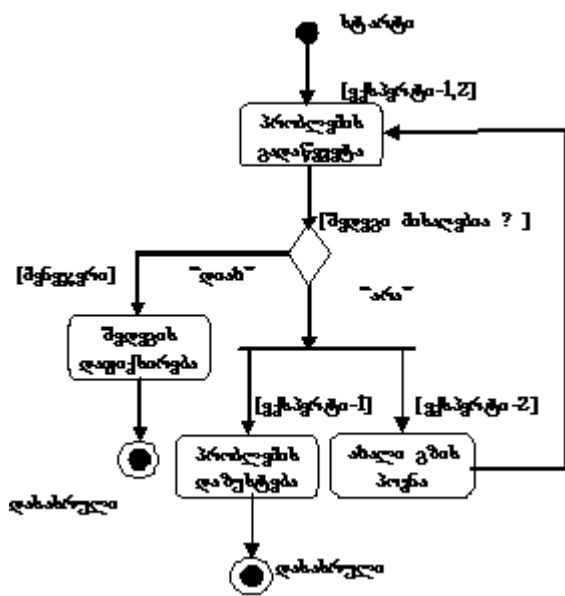 სტარტი
[ექსპერტი-1,2]
პრობლემის
გადაწყვეტა
[შედეგი მისაღებია ? ]
[მენეჯერი]
-დიახ-
-არა-
შედეგის
დაფიქსირება
[ექსპერტი-1]
[ექსპერტი-2]
პრობლემის
დაზუსტება
ახალი გზის
პოვნა
დასასრული
დასასრული